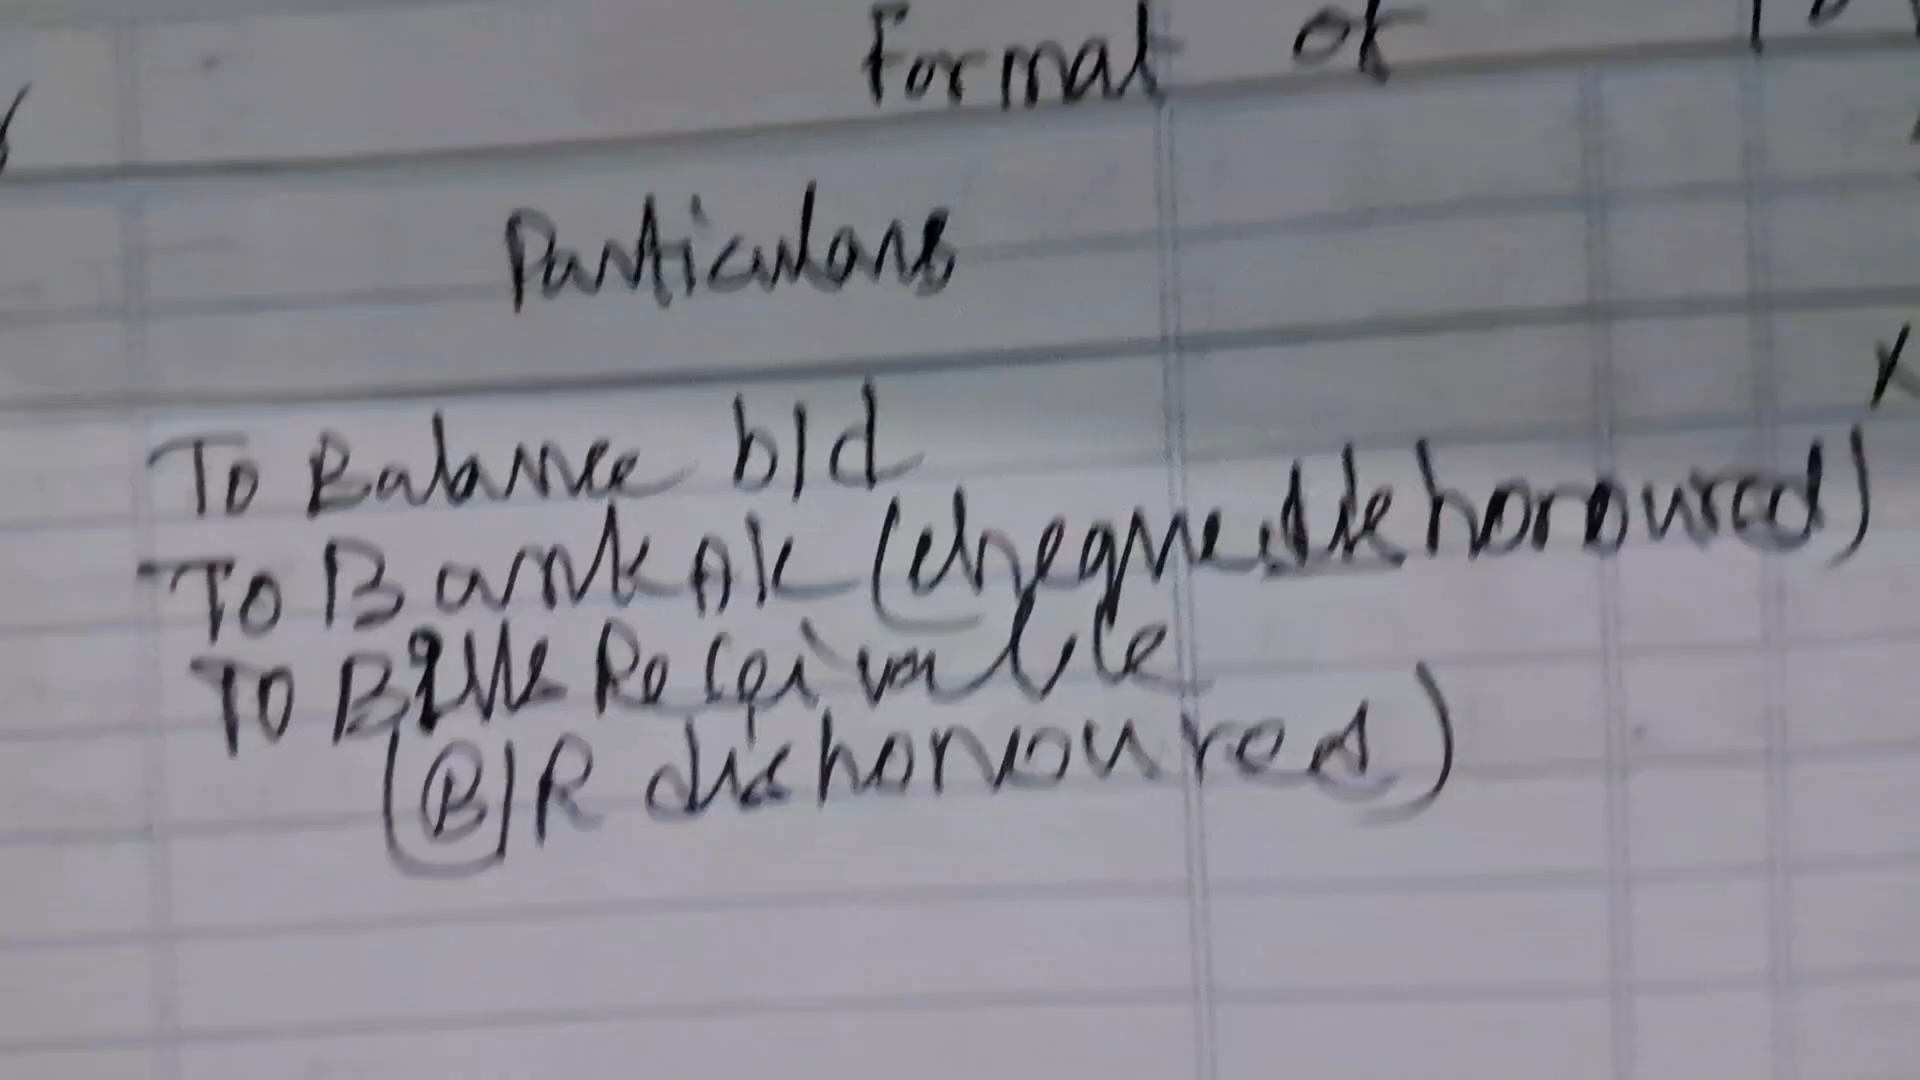 Format of
Particulars
To Balance b/d
To Bank A/c (cheque dishonoured)
To Bills Receivable
(B/R dishonoured)